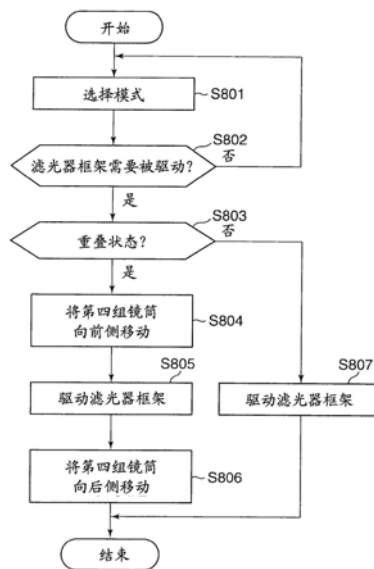 开始
选择模式
S801
S802
滤光器框架需要被驱动?
否
是
S803
重叠状态?
否
是
将第四组镜筒
向前侧移动
S804
S805
驱动滤光器框架
S807
驱动滤光器框架
将第四组镜筒
向后侧移动
S806
结束